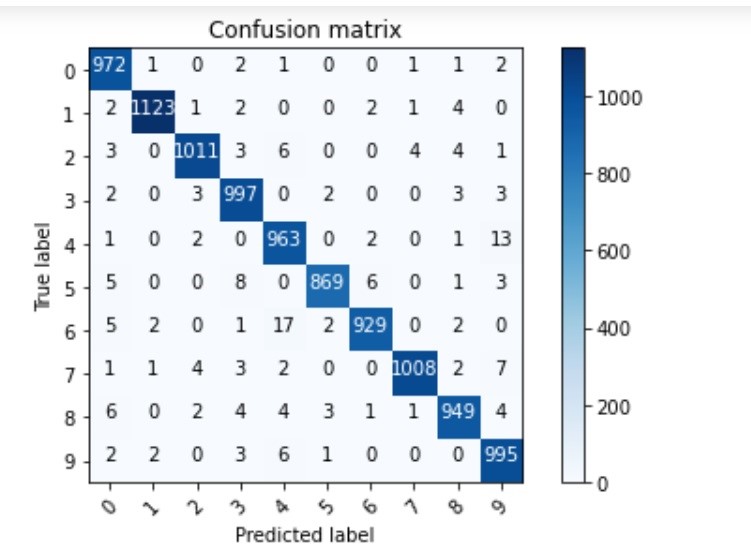 Confusion matrix
0 972 1 0 2 1 0 0 1 1 2
1 2 1123 1 2 0 0 2 1 4 0
2 3 0 1011 3 6 0 0 4 4 1
3 2 0 3 997 0 2 0 0 3 3
4 1 0 2 0 963 0 2 0 1 13
5 5 0 0 8 0 869 6 0 1 3
6 5 2 0 1 17 2 929 0 2 0
7 1 1 4 3 2 0 0 1008 2 7
8 6 0 2 4 4 3 1 1 949 4
9 2 2 0 3 6 1 0 0 0 995
0 1 2 3 4 5 6 7 8 9
True label
Predicted label
1000
800
600
400
200
0